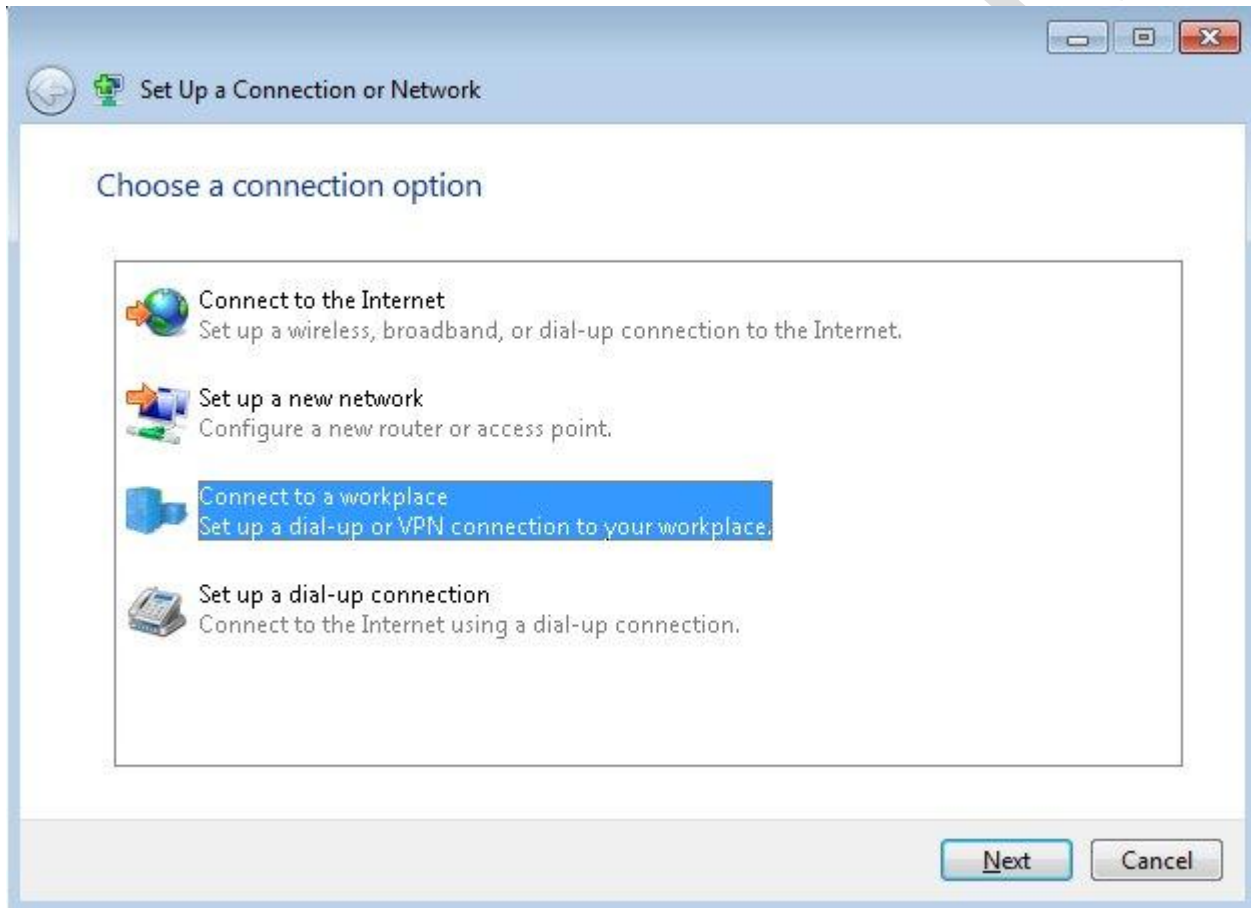 Set Up a Connection or Network
Choose a connection option
Connect to the Internet
Set up a wireless, broadband, or dial-up connection to the Internet.
Set up a new network
Configure a new router or access point.
Connect to a workplace
Set up a dial-up or VPN connection to your workplace.
Set up a dial-up connection
Connect to the Internet using a dial-up connection.
Next
Cancel